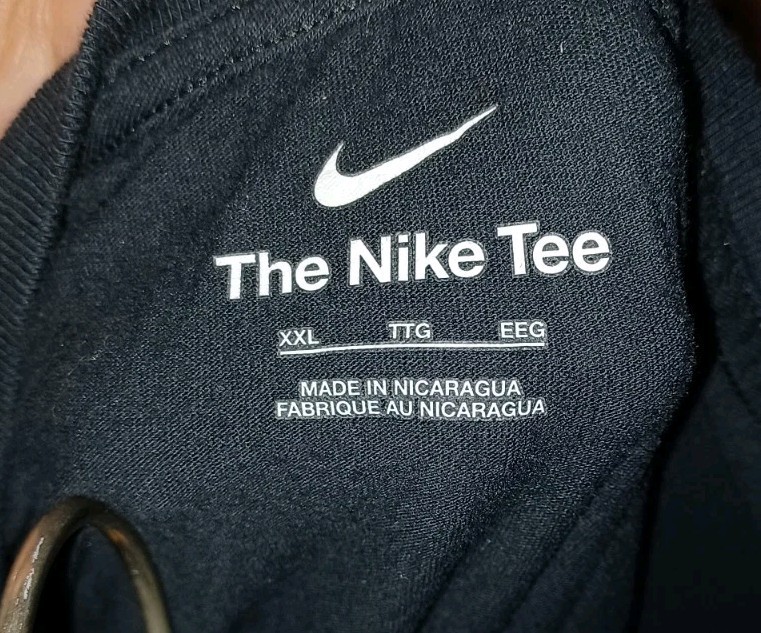 The Nike Tee
XXL TTG EEG
MADE IN NICARAGUA
FABRIQUE AU NICARAGUA